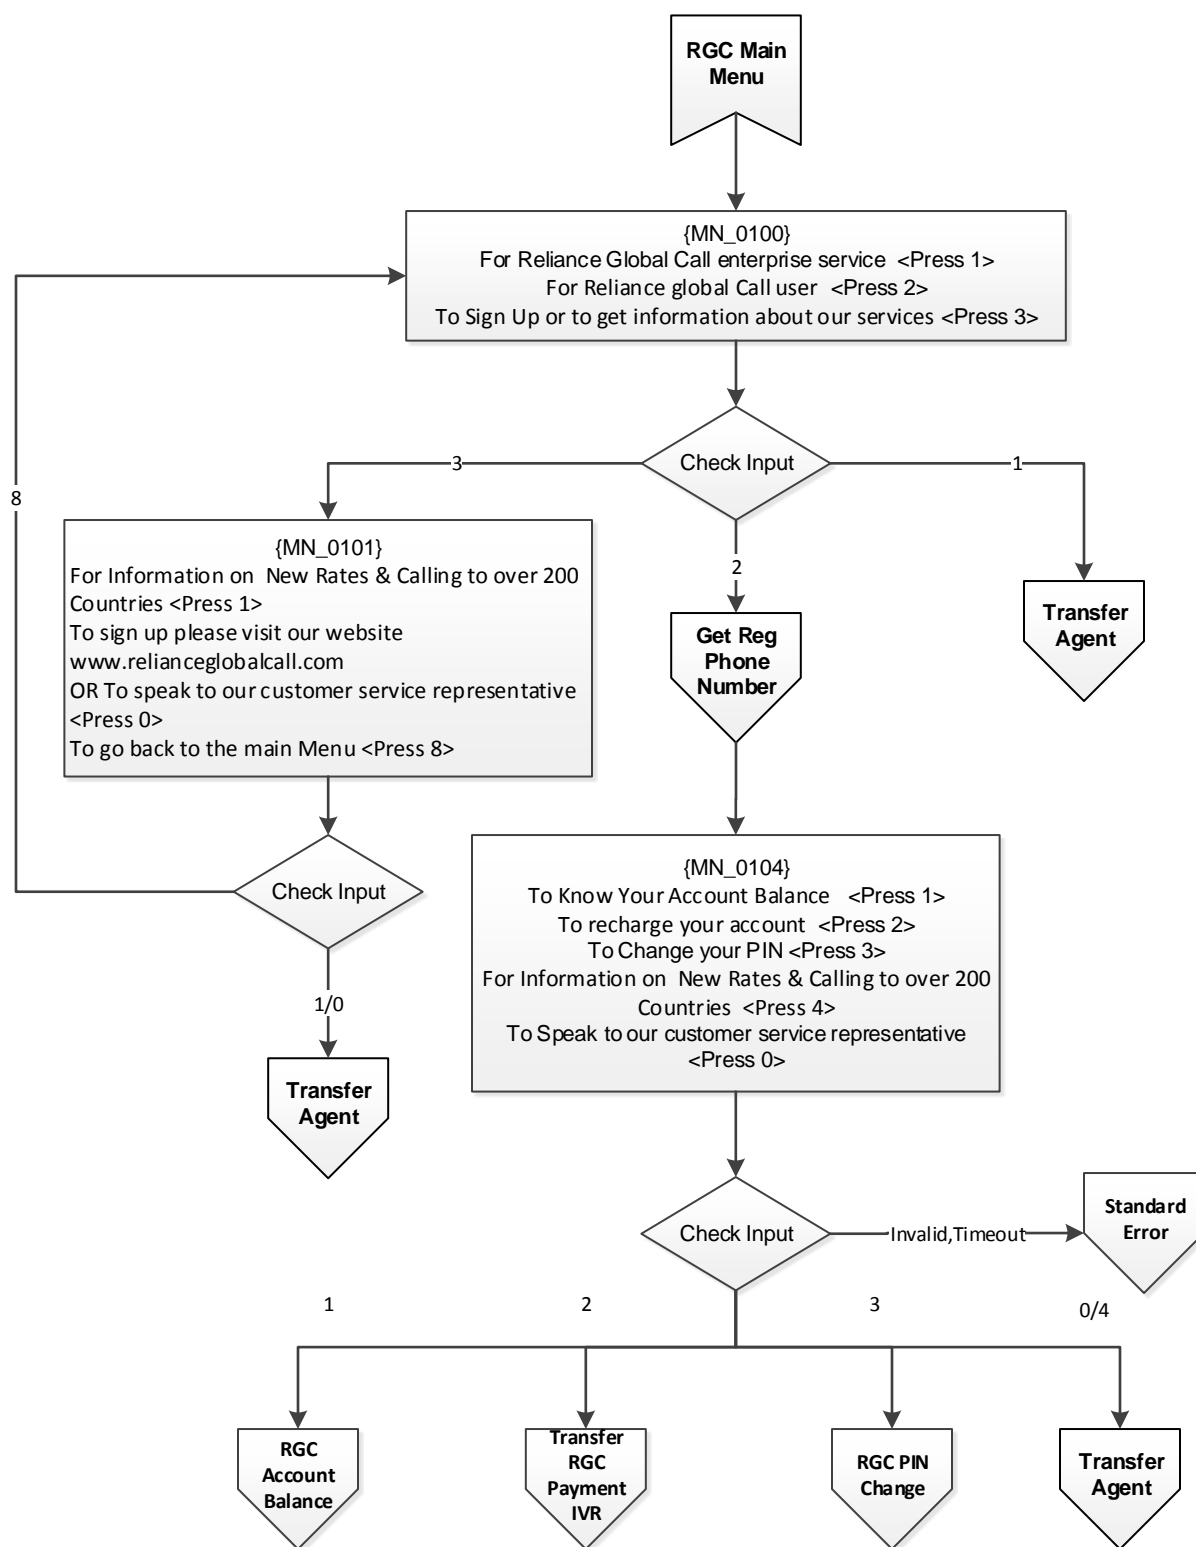 RGC Main
Menu
{MN_0100}
For Reliance Global Call enterprise service <Press 1>
For Reliance global Call user <Press 2>
To Sign Up or to get information about our services <Press 3>
Check Input
3
1
8
2
{MN_0101}
For Information on New Rates & Calling to over 200
Countries <Press 1>
To sign up please visit our website
www.relianceglobalcall.com
OR To speak to our customer service representative
<Press 0>
To go back to the main Menu <Press 8>
Get Reg
Phone
Number
Transfer
Agent
Check Input
1/0
Transfer
Agent
{MN_0104}
To Know Your Account Balance <Press 1>
To recharge your account <Press 2>
To Change your PIN <Press 3>
For Information on New Rates & Calling to over 200
Countries <Press 4>
To Speak to our customer service representative
<Press 0>
Check Input
Invalid,Timeout
Standard
Error
1
2
3
0/4
RGC
Account
Balance
Transfer
RGC
Payment
IVR
RGC PIN
Change
Transfer
Agent